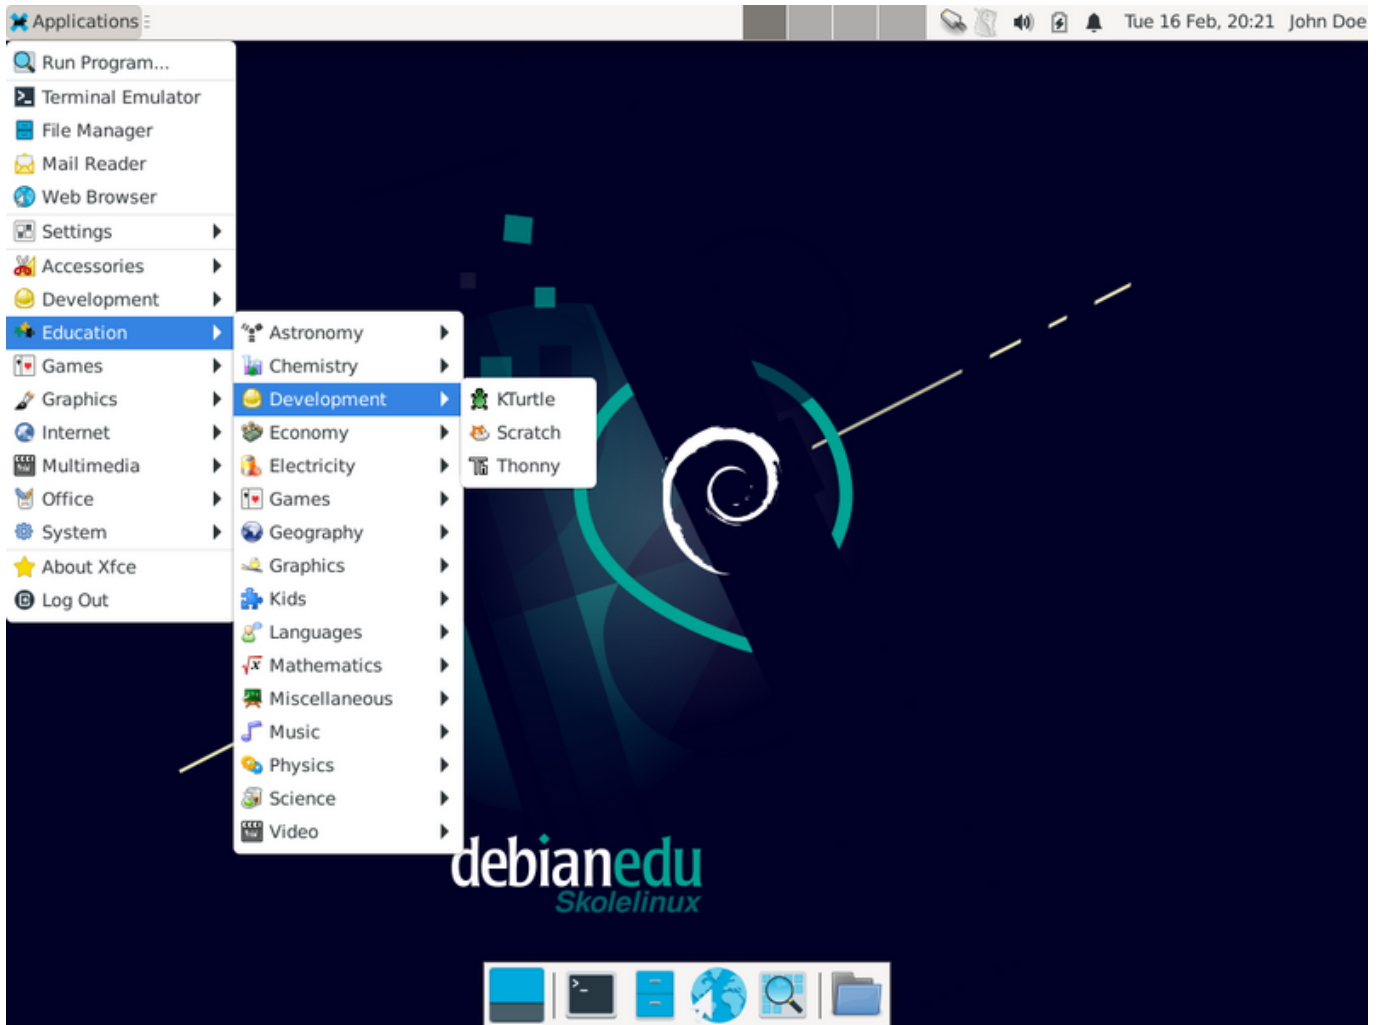 Applications
Tue 16 Feb, 20:21 John Doe
Run Program...
Terminal Emulator
File Manager
Mail Reader
Web Browser
Settings
Accessories
Development
Education
Games
Graphics
Internet
Multimedia
Office
System
About Xfce
Log Out
Astronomy
Chemistry
Development
Economy
Electricity
Games
Geography
Graphics
Kids
Languages
Mathematics
Miscellaneous
Music
Physics
Science
Video
KTurtle
Scratch
Thonny
debianedu
Skolelinux